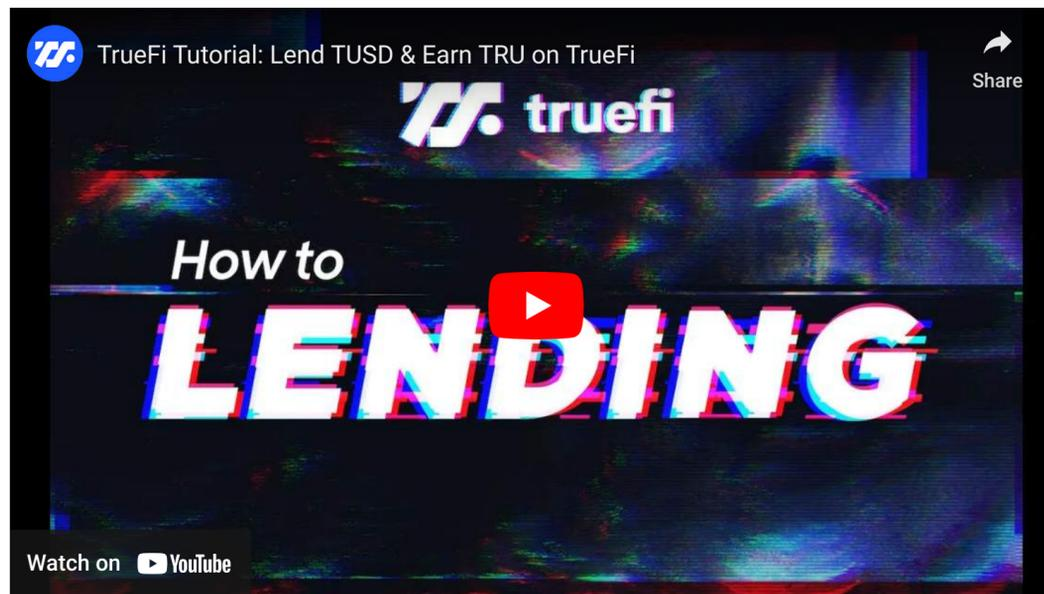 TrueFi Tutorial: Lend TUSD & Earn TRU on TrueFi
Share
truefi
How to
LENDING
Watch on YouTube